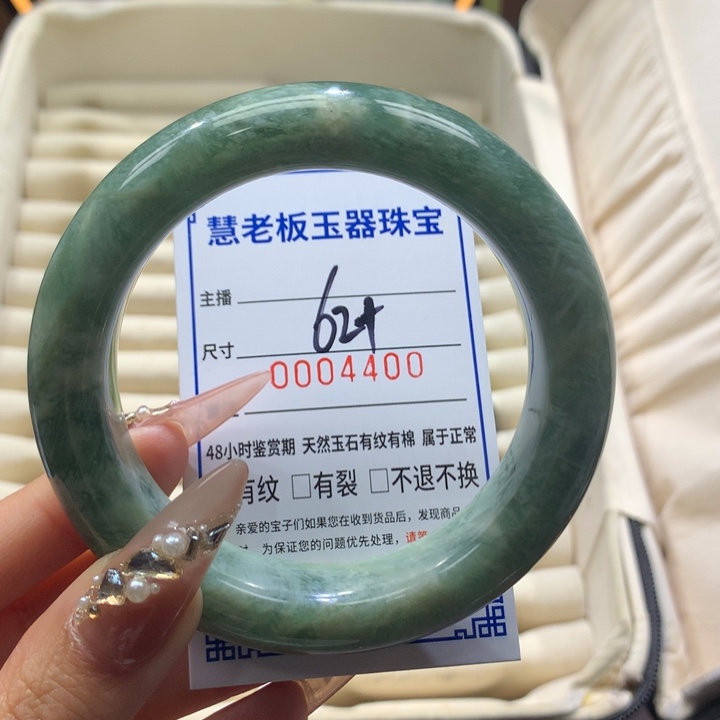 慧老板玉器珠宝
主播
62+
尺寸
0004400
48小时鉴赏期 天然玉石有纹有棉 属于正常
有纹 □有裂 □不退不换
亲爱的宝子们如果您在收到货品后，发现商品
为保证您的问题优先处理，请